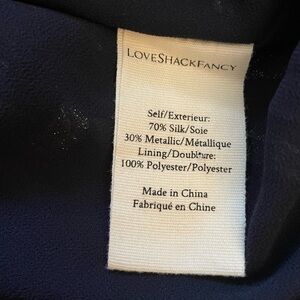 LOVESHACKFANCY
Self/Exterieur:
70% Silk/Soie
30% Metallic/Métallique
Lining/Doublure:
100% Polyester/Polyester
Made in China
Fabriqué en Chine